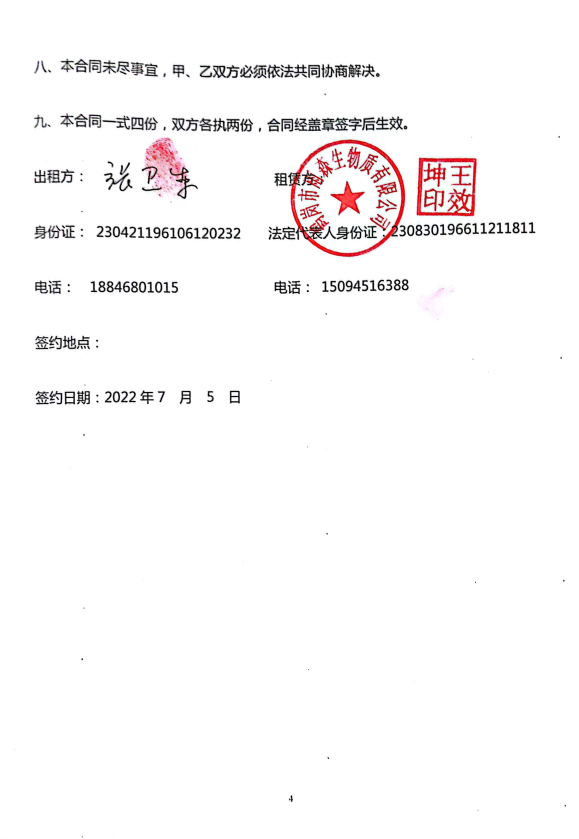 八、本合同未尽事宜，甲、乙双方必须依法共同协商解决。
九、本合同一式四份，双方各执两份，合同经盖章签字后生效。
出租方： 张卫东 租赁方
岗市 森生物质有限公司
王效坤印
身份证： 230421196106120232 法定代表人身份证：230830196611211811
电话： 18846801015 电话： 15094516388
签约地点：
签约日期：2022 年 7 月 5 日
4